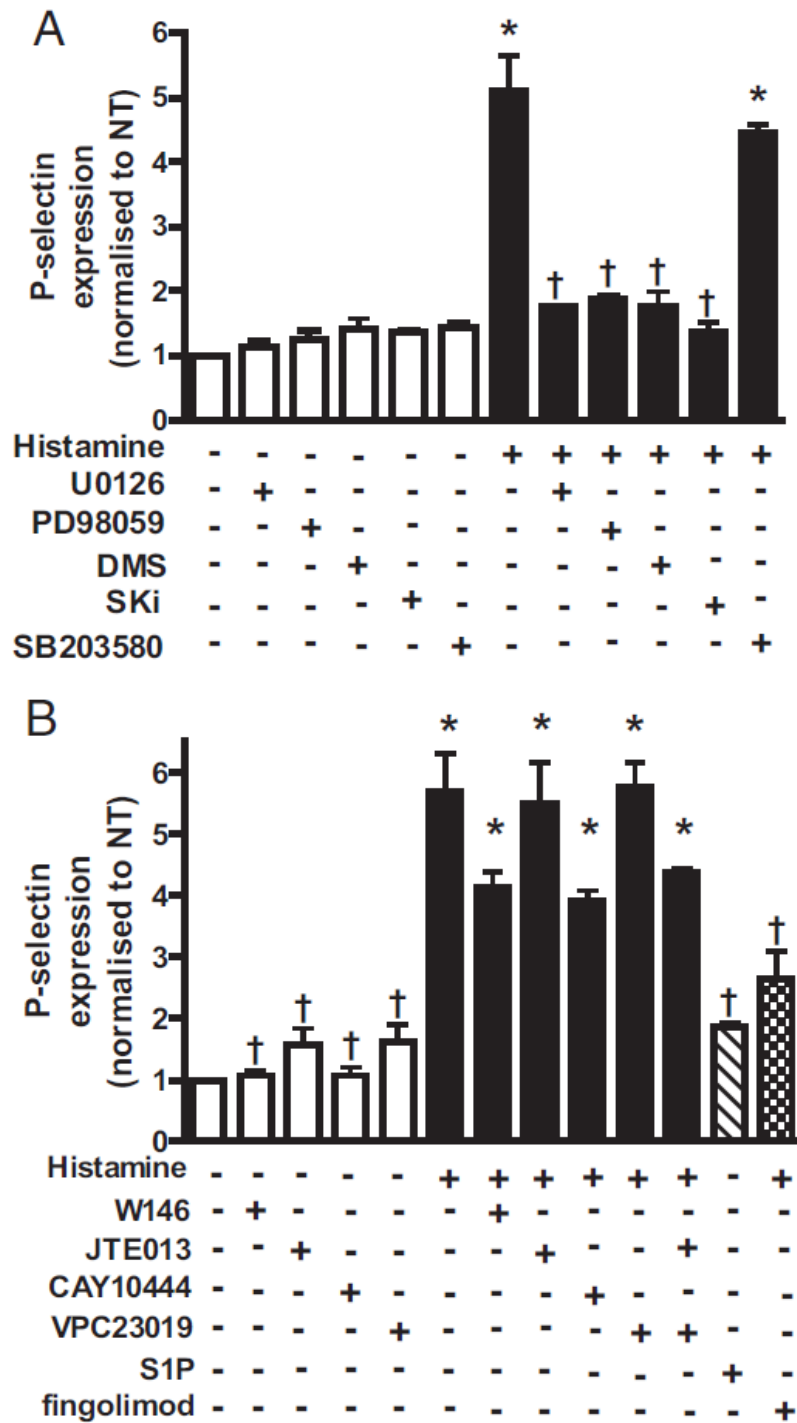 A
P-selectin
expression
(normalised to NT)
6
5
4
3
2
1
0
* † † † † *
Histamine - - - - - - + + + + + +
U0126 - + - - - - - + - - - -
PD98059 - - + - - - - - + - - -
DMS - - - + - - - - - + - -
SKi - - - - + - - - - - + -
SB203580 - - - - - + - - - - - +
B
P-selectin
expression
(normalised to NT)
6
5
4
3
2
1
0
† † † † * * * * * * † †
Histamine - - - - - + + + + + + - +
W146 - + - - - - + - - - - - -
JTE013 - - + - - - - + - - + - -
CAY10444 - - - + - - - - + - - - -
VPC23019 - - - - + - - - - + + - -
S1P - - - - - - - - - - - + -
fingolimod - - - - - - - - - - - - +